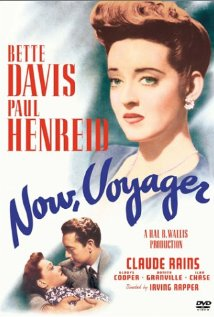 BETTE
DAVIS
PAUL
HENREID
Now, Voyager
A HAL B. WALLIS
PRODUCTION
CLAUDE RAINS
GLADYS BONITA ILKA
COOPER · GRANVILLE · CHASE
Directed by IRVING RAPPER
DVD